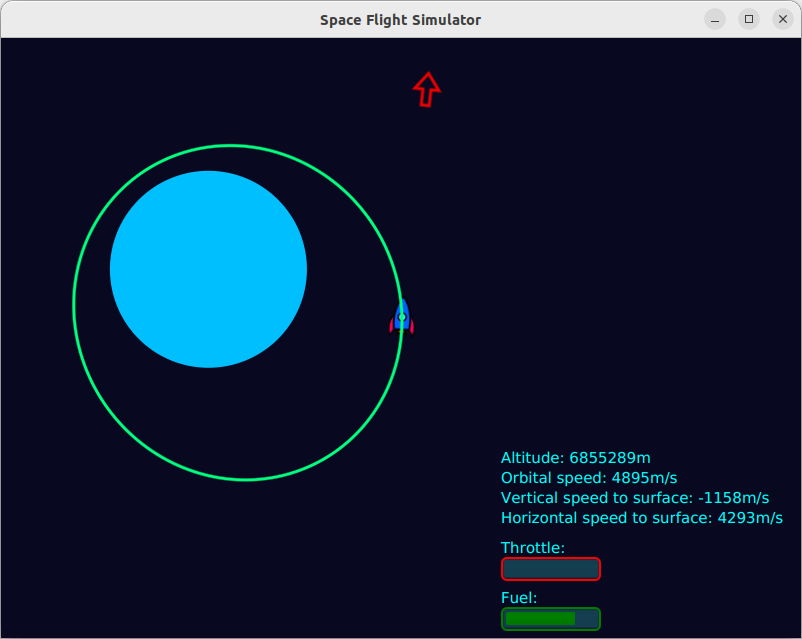 Space Flight Simulator
Altitude: 6855289m
Orbital speed: 4895m/s
Vertical speed to surface: -1158m/s
Horizontal speed to surface: 4293m/s
Throttle:
Fuel: